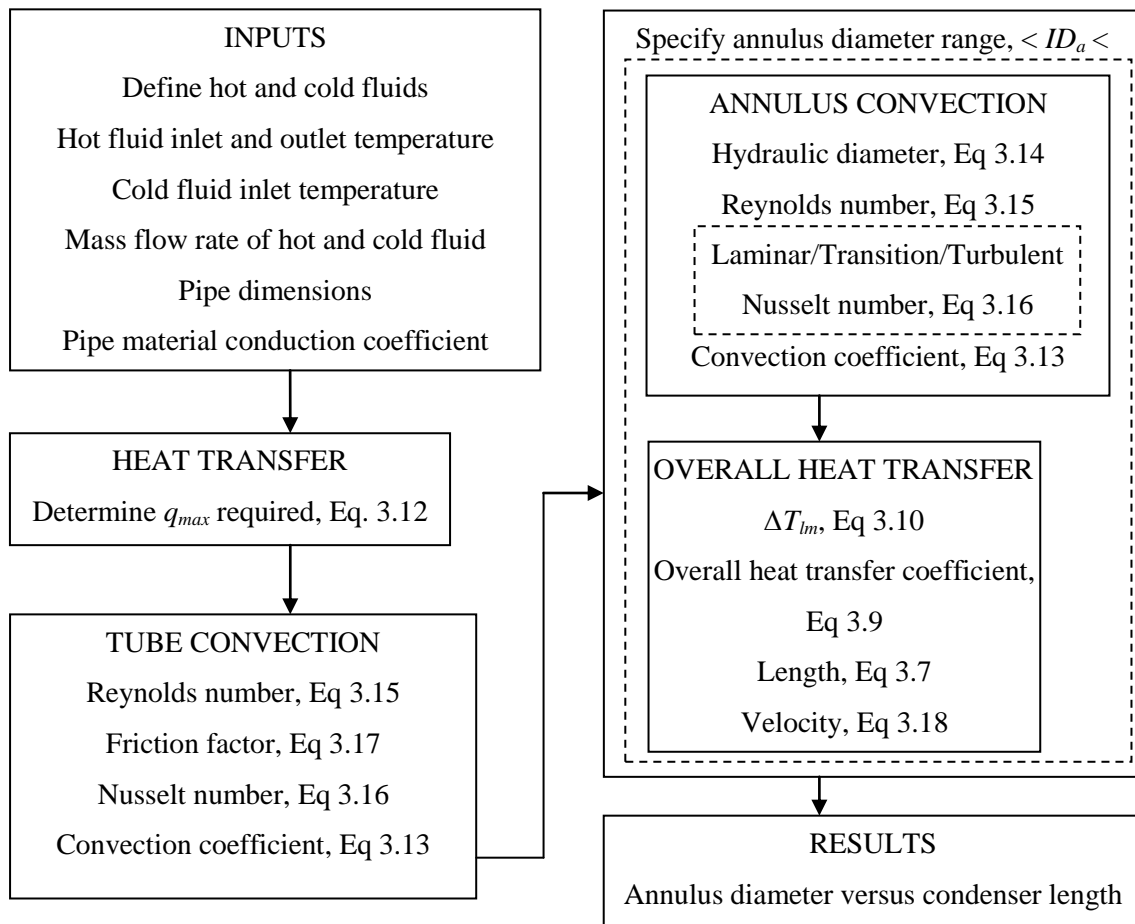 INPUTS
Define hot and cold fluids
Hot fluid inlet and outlet temperature
Cold fluid inlet temperature
Mass flow rate of hot and cold fluid
Pipe dimensions
Pipe material conduction coefficient
HEAT TRANSFER
Determine qmax required, Eq. 3.12
TUBE CONVECTION
Reynolds number, Eq 3.15
Friction factor, Eq 3.17
Nusselt number, Eq 3.16
Convection coefficient, Eq 3.13
Specify annulus diameter range, < IDa <
ANNULUS CONVECTION
Hydraulic diameter, Eq 3.14
Reynolds number, Eq 3.15
Laminar/Transition/Turbulent
Nusselt number, Eq 3.16
Convection coefficient, Eq 3.13
OVERALL HEAT TRANSFER
ΔTlm, Eq 3.10
Overall heat transfer coefficient,
Eq 3.9
Length, Eq 3.7
Velocity, Eq 3.18
RESULTS
Annulus diameter versus condenser length